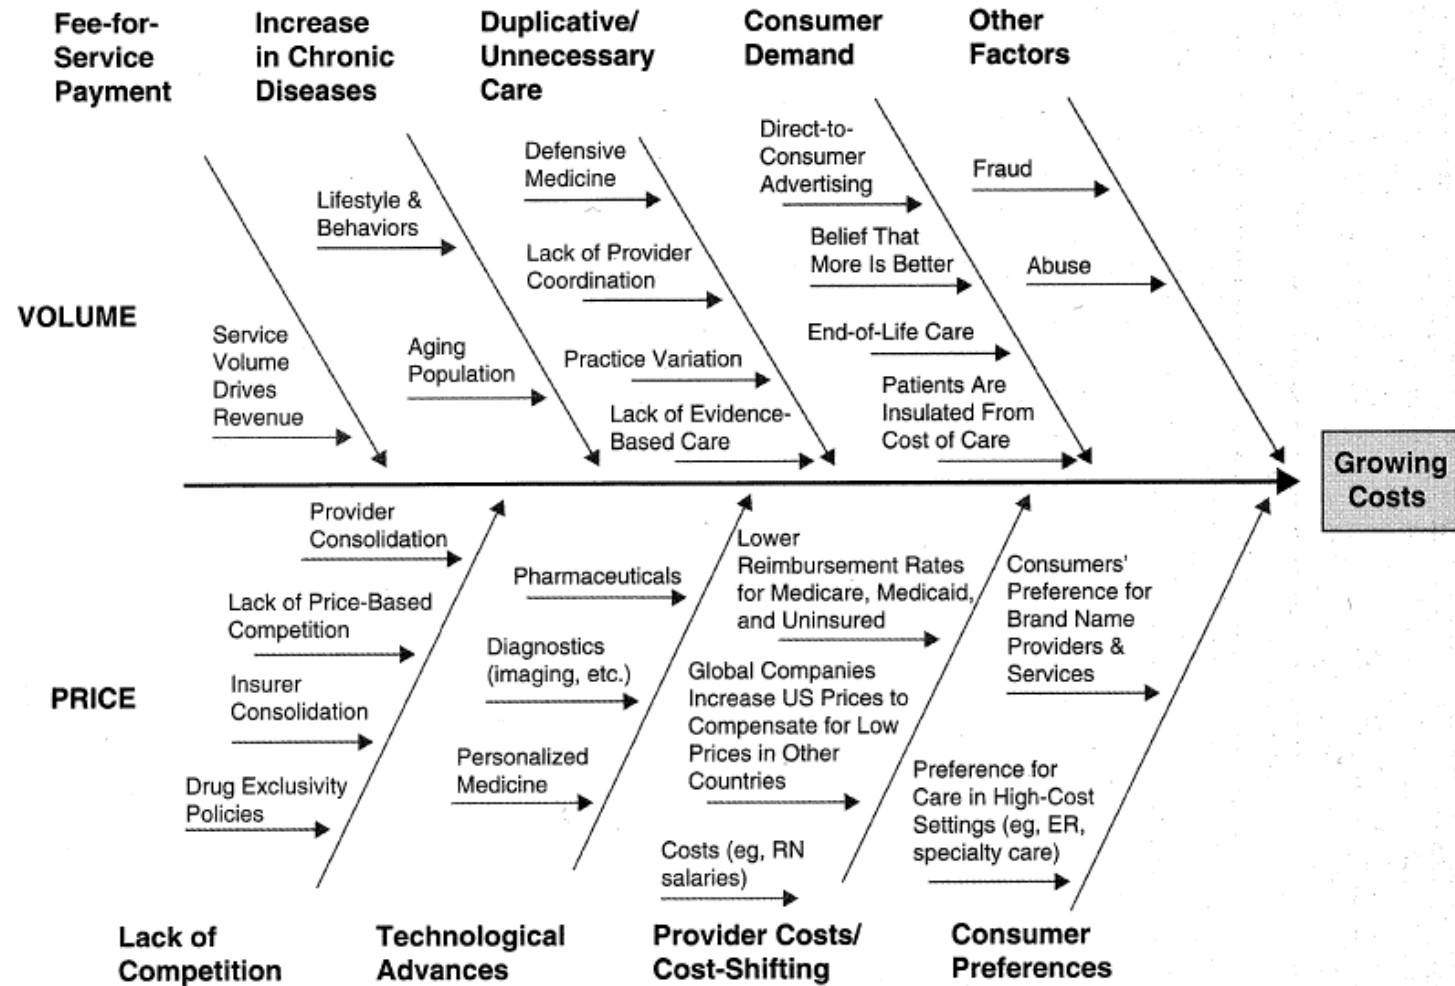 Fee-for-
Service
Payment
Increase
in Chronic
Diseases
Duplicative/
Unnecessary
Care
Consumer
Demand
Other
Factors
VOLUME
Service
Volume
Drives
Revenue
Lifestyle &
Behaviors
Aging
Population
Defensive
Medicine
Lack of Provider
Coordination
Practice Variation
Lack of Evidence-
Based Care
Direct-to-
Consumer
Advertising
Belief That
More Is Better
End-of-Life Care
Patients Are
Insulated From
Cost of Care
Fraud
Abuse
Growing
Costs
PRICE
Provider
Consolidation
Lack of Price-Based
Competition
Insurer
Consolidation
Drug Exclusivity
Policies
Pharmaceuticals
Diagnostics
(imaging, etc.)
Personalized
Medicine
Lower
Reimbursement Rates
for Medicare, Medicaid,
and Uninsured
Global Companies
Increase US Prices to
Compensate for Low
Prices in Other
Countries
Costs (eg, RN
salaries)
Consumers'
Preference for
Brand Name
Providers &
Services
Preference for
Care in High-Cost
Settings (eg, ER,
specialty care)
Lack of
Competition
Technological
Advances
Provider Costs/
Cost-Shifting
Consumer
Preferences